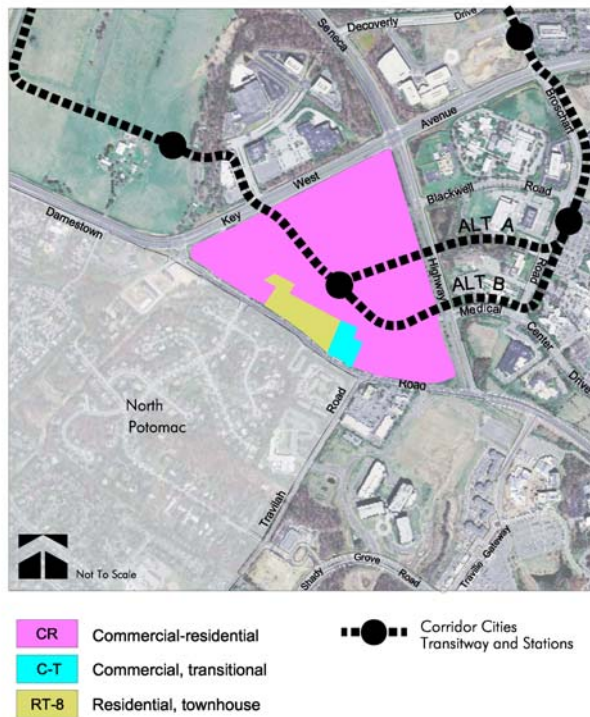 Decoverly Drive
Seneca
Highway
Key West Avenue
Broschart
Road
Blackwell Road
Darnestown
Road
ALT A
ALT B
Medical
Center
Drive
North
Potomac
Travilah
Road
Shady Grove
Road
Traville Gateway
Not To Scale
CR Commercial-residential
C-T Commercial, transitional
RT-8 Residential, townhouse
Corridor Cities
Transitway and Stations